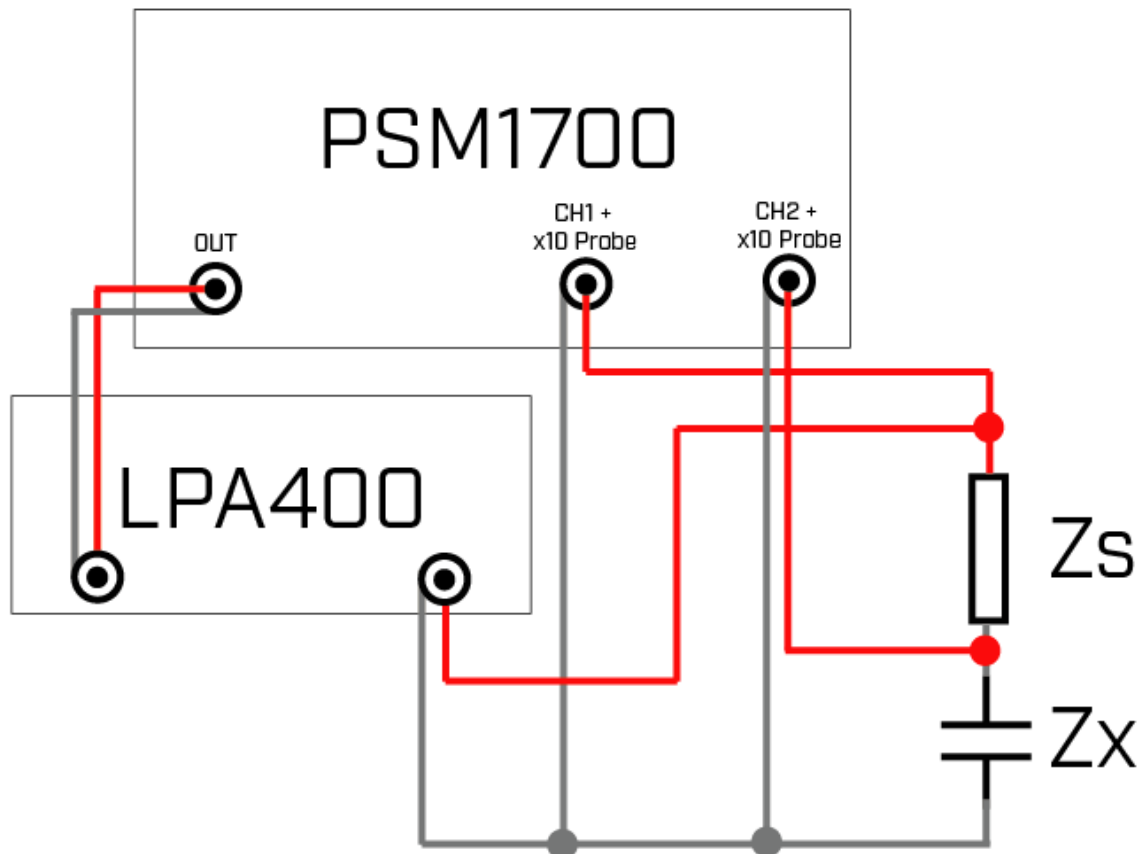 PSM1700
OUT
CH1 +
x10 Probe
CH2 +
x10 Probe
LPA400
Zs
Zx